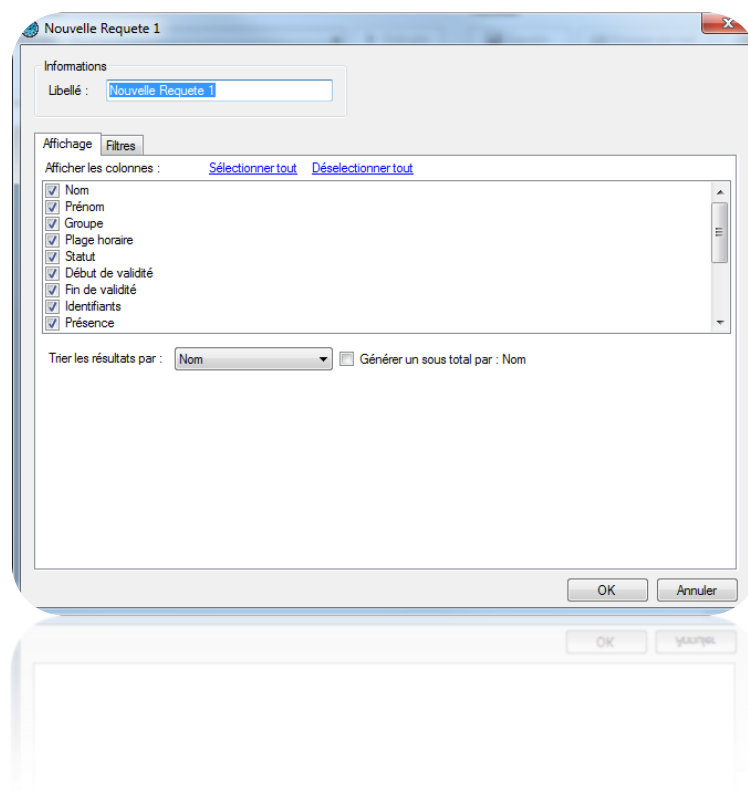 Nouvelle Requete 1
Informations
Libellé : Nouvelle Requete 1
Affichage Filtres
Afficher les colonnes : Sélectionner tout Déselectionner tout
Nom
Prénom
Groupe
Plage horaire
Statut
Début de validité
Fin de validité
Identifiants
Présence
Trier les résultats par : Nom Générer un sous total par : Nom
OK Annuler
OK Annuler